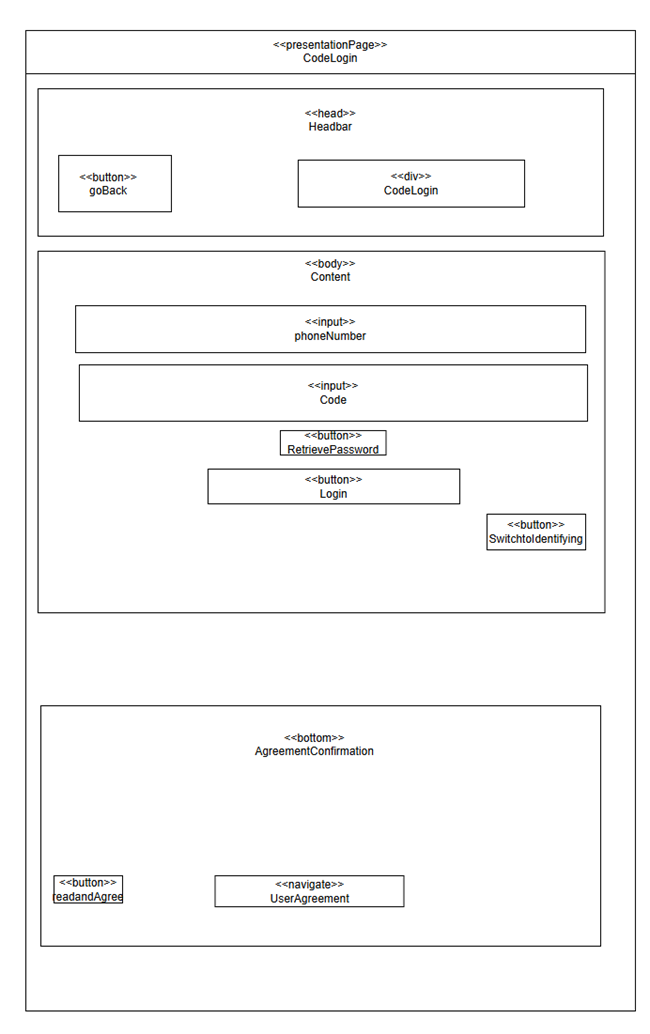 <<presentationPage>>
CodeLogin
<<head>>
Headbar
<<button>>
goBack
<<div>>
CodeLogin
<<body>>
Content
<<input>>
phoneNumber
<<input>>
Code
<<button>>
RetrievePassword
<<button>>
Login
<<button>>
SwitchtoIdentifying
<<bottom>>
AgreementConfirmation
<<button>>
readandAgree
<<navigate>>
UserAgreement